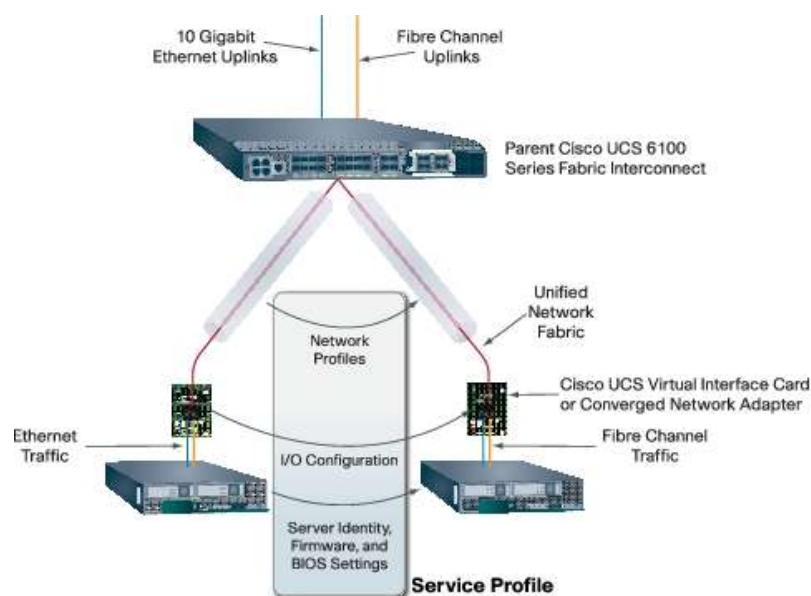 10 Gigabit
Ethernet Uplinks
Fibre Channel
Uplinks
Parent Cisco UCS 6100
Series Fabric Interconnect
Unified
Network
Fabric
Network
Profiles
Cisco UCS Virtual Interface Card
or Converged Network Adapter
Ethernet
Traffic
Fibre Channel
Traffic
I/O Configuration
Server Identity,
Firmware, and
BIOS Settings
Service Profile